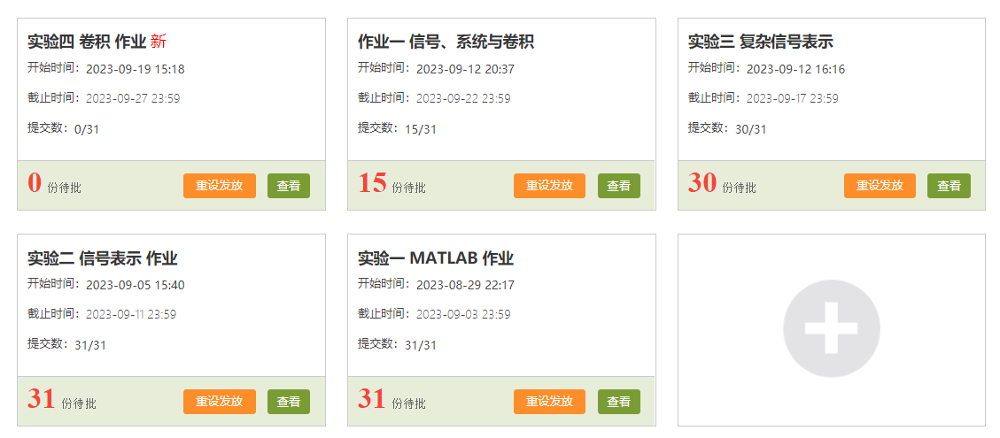 实验四 卷积 作业 新
开始时间：2023-09-19 15:18
截止时间：2023-09-27 23:59
提交数：0/31
0 份待批 重设发放 查看
作业一 信号、系统与卷积
开始时间：2023-09-12 20:37
截止时间：2023-09-22 23:59
提交数：15/31
15 份待批 重设发放 查看
实验三 复杂信号表示
开始时间：2023-09-12 16:16
截止时间：2023-09-17 23:59
提交数：30/31
30 份待批 重设发放 查看
实验二 信号表示 作业
开始时间：2023-09-05 15:40
截止时间：2023-09-11 23:59
提交数：31/31
31 份待批 重设发放 查看
实验一 MATLAB 作业
开始时间：2023-08-29 22:17
截止时间：2023-09-03 23:59
提交数：31/31
31 份待批 重设发放 查看